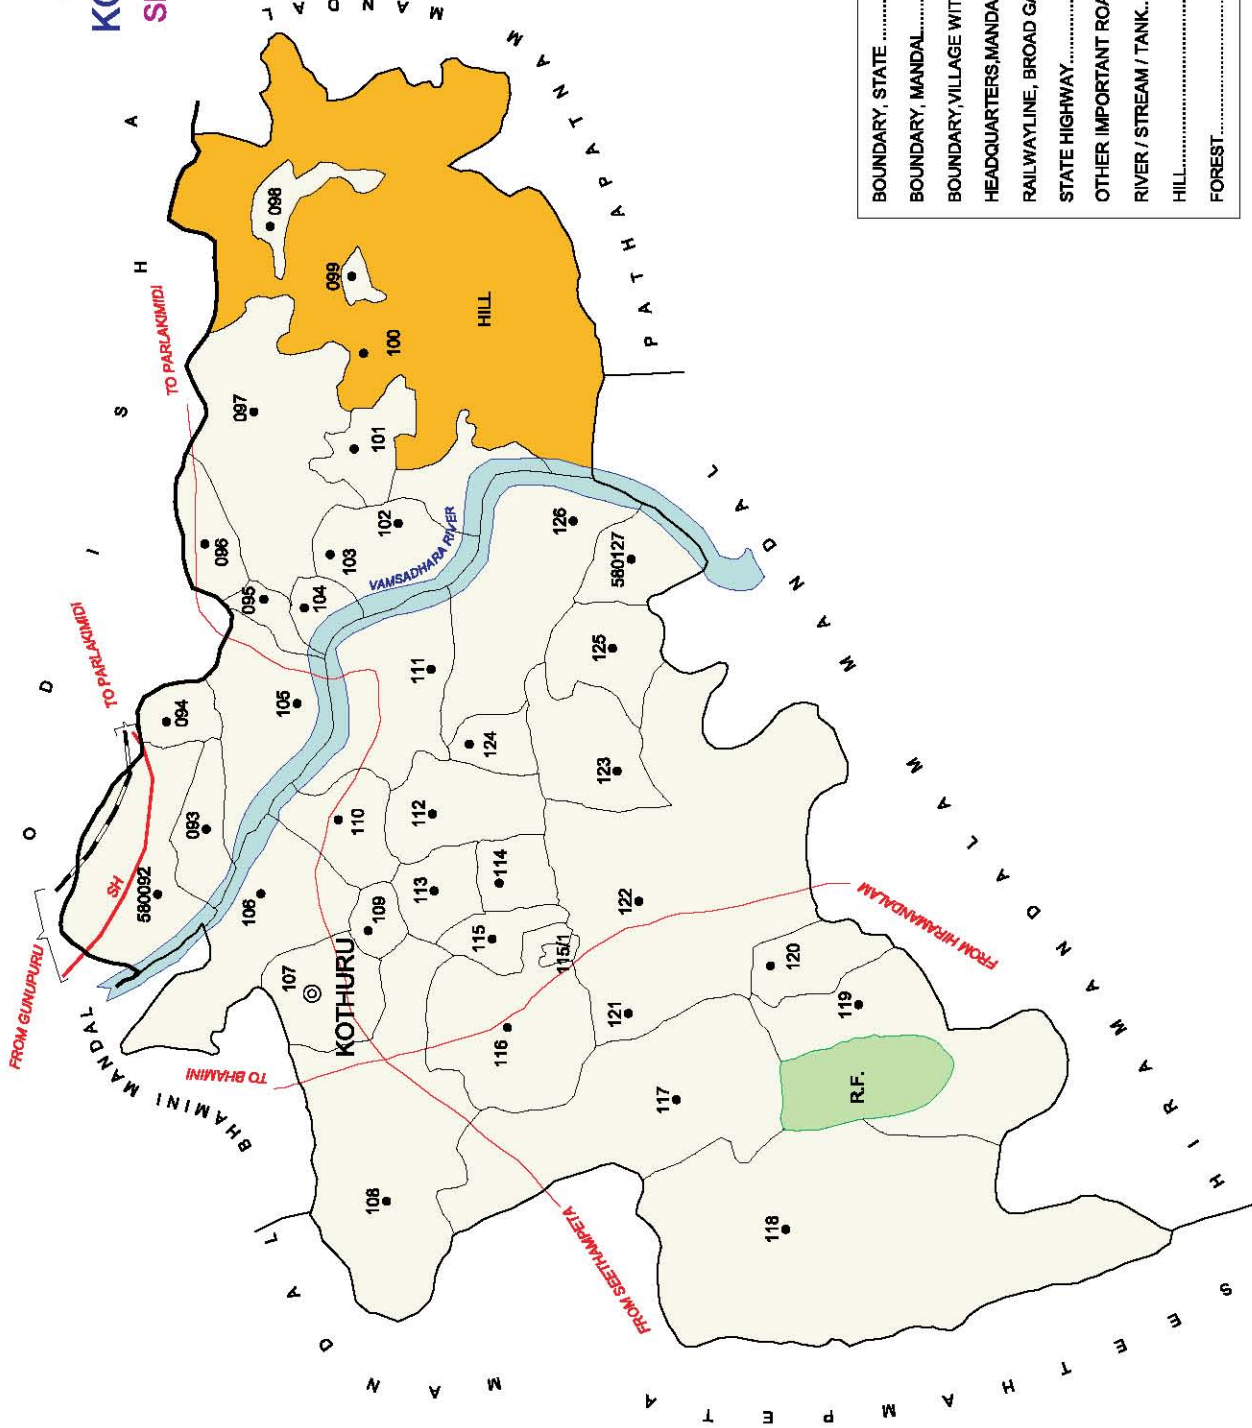 KO
S
ODISHA
PATHAPATNAM MANDAL
HIRAMANDALAM MANDAL
SEETHAMPETA MANDAL
BHAMINI MANDAL
FROM GUNUPURU
TO PARLAKIMIDI
TO PARLAKIMIDI
TO BHAMINI
FROM SEETHAMPETA
FROM HIRAMANDALAM
SH
VAMSADHARA RIVER
HILL
R.F.
KOTHURU
580092
093
094
095
096
097
098
099
100
101
102
103
104
105
106
107
108
109
110
111
112
113
114
115
115/1
116
117
118
119
120
121
122
123
124
125
126
580127
BOUNDARY, STATE
BOUNDARY, MANDAL
BOUNDARY, VILLAGE WIT
HEADQUARTERS, MANDA
RAILWAYLINE, BROAD GA
STATE HIGHWAY
OTHER IMPORTANT ROA
RIVER / STREAM / TANK
HILL
FOREST